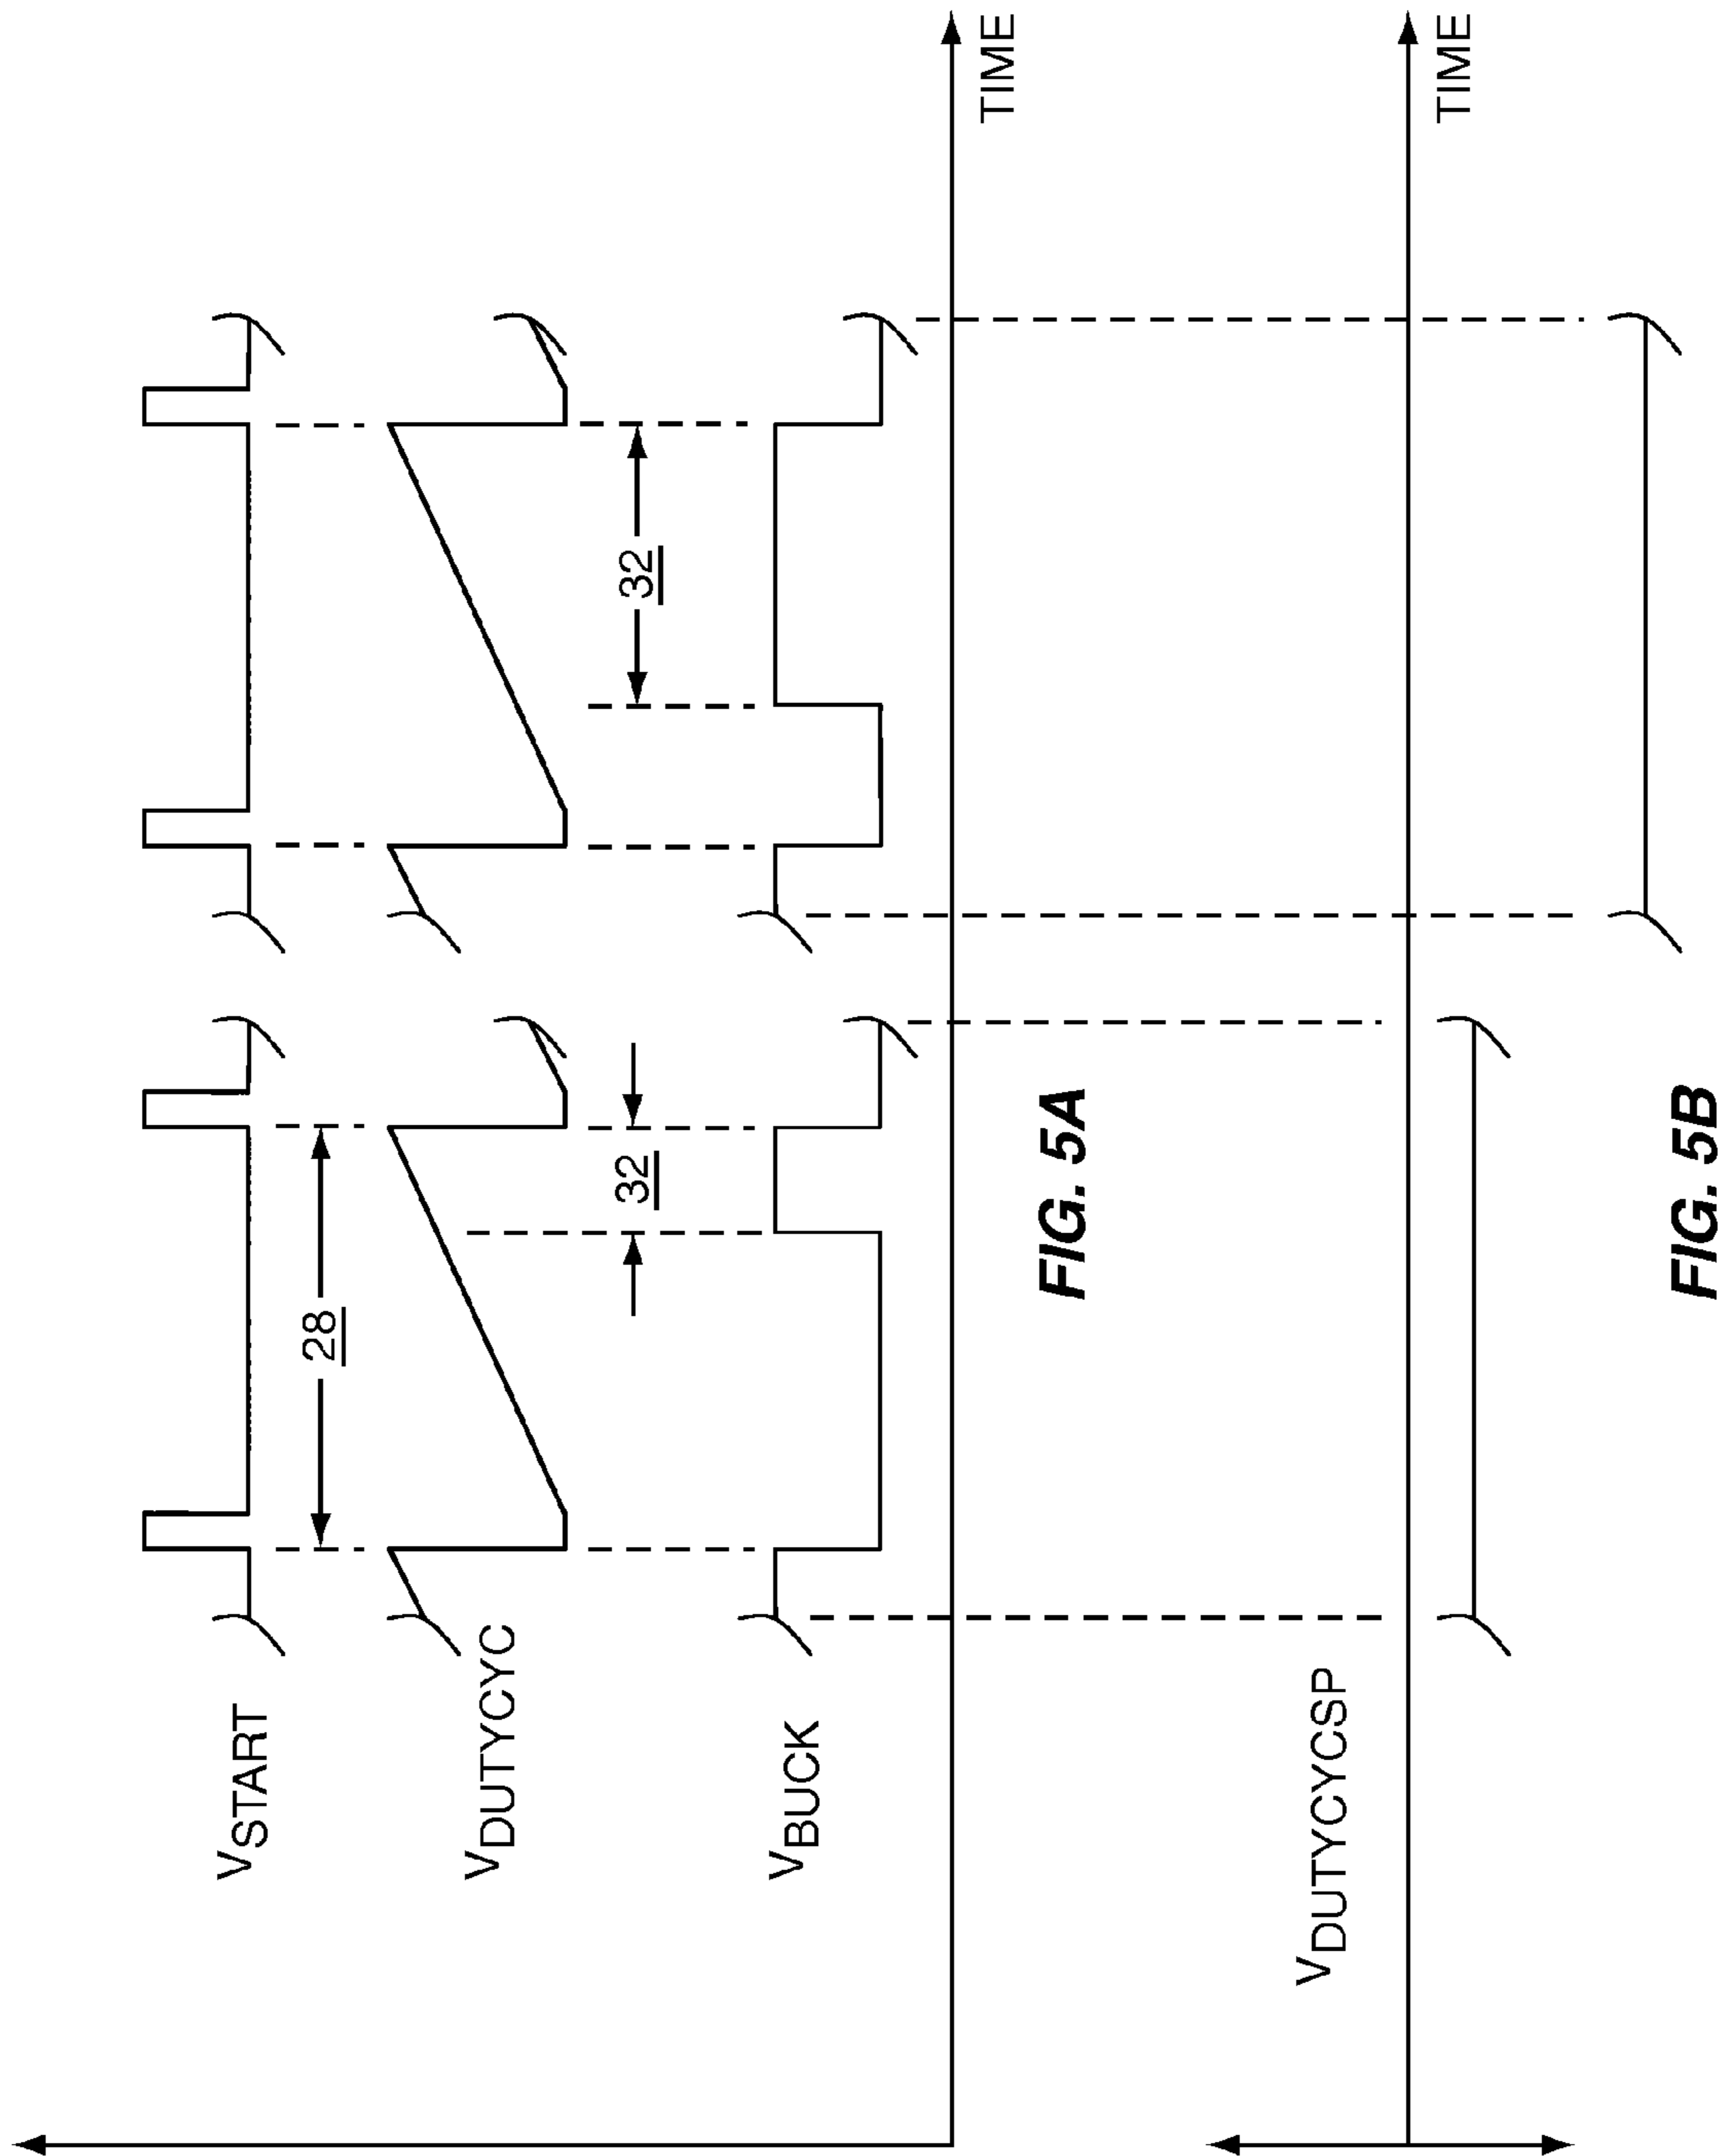 VSTART
28
VDUTYCYC
32
32
VBUCK
TIME
FIG. 5A
VDUTYCYCSP
TIME
FIG. 5B